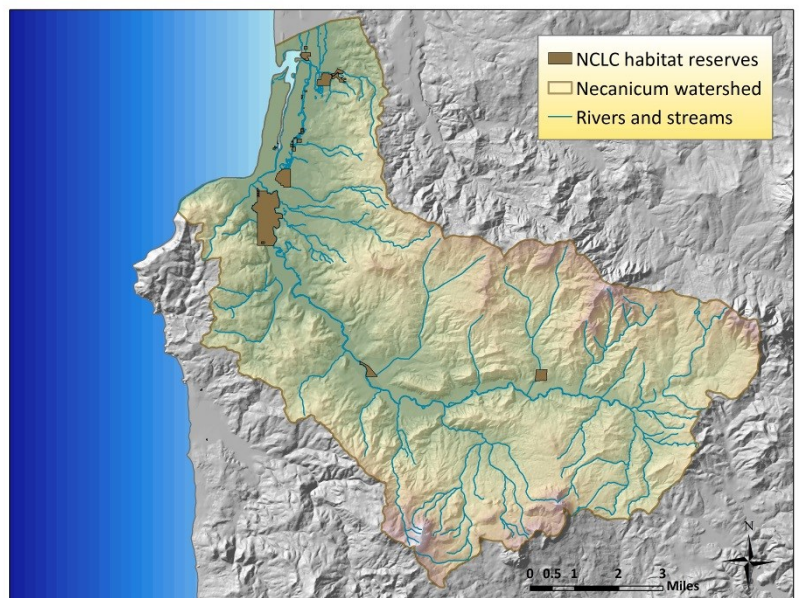 NCLC habitat reserves
Necanicum watershed
Rivers and streams
N
0 0.5 1 2 3
Miles